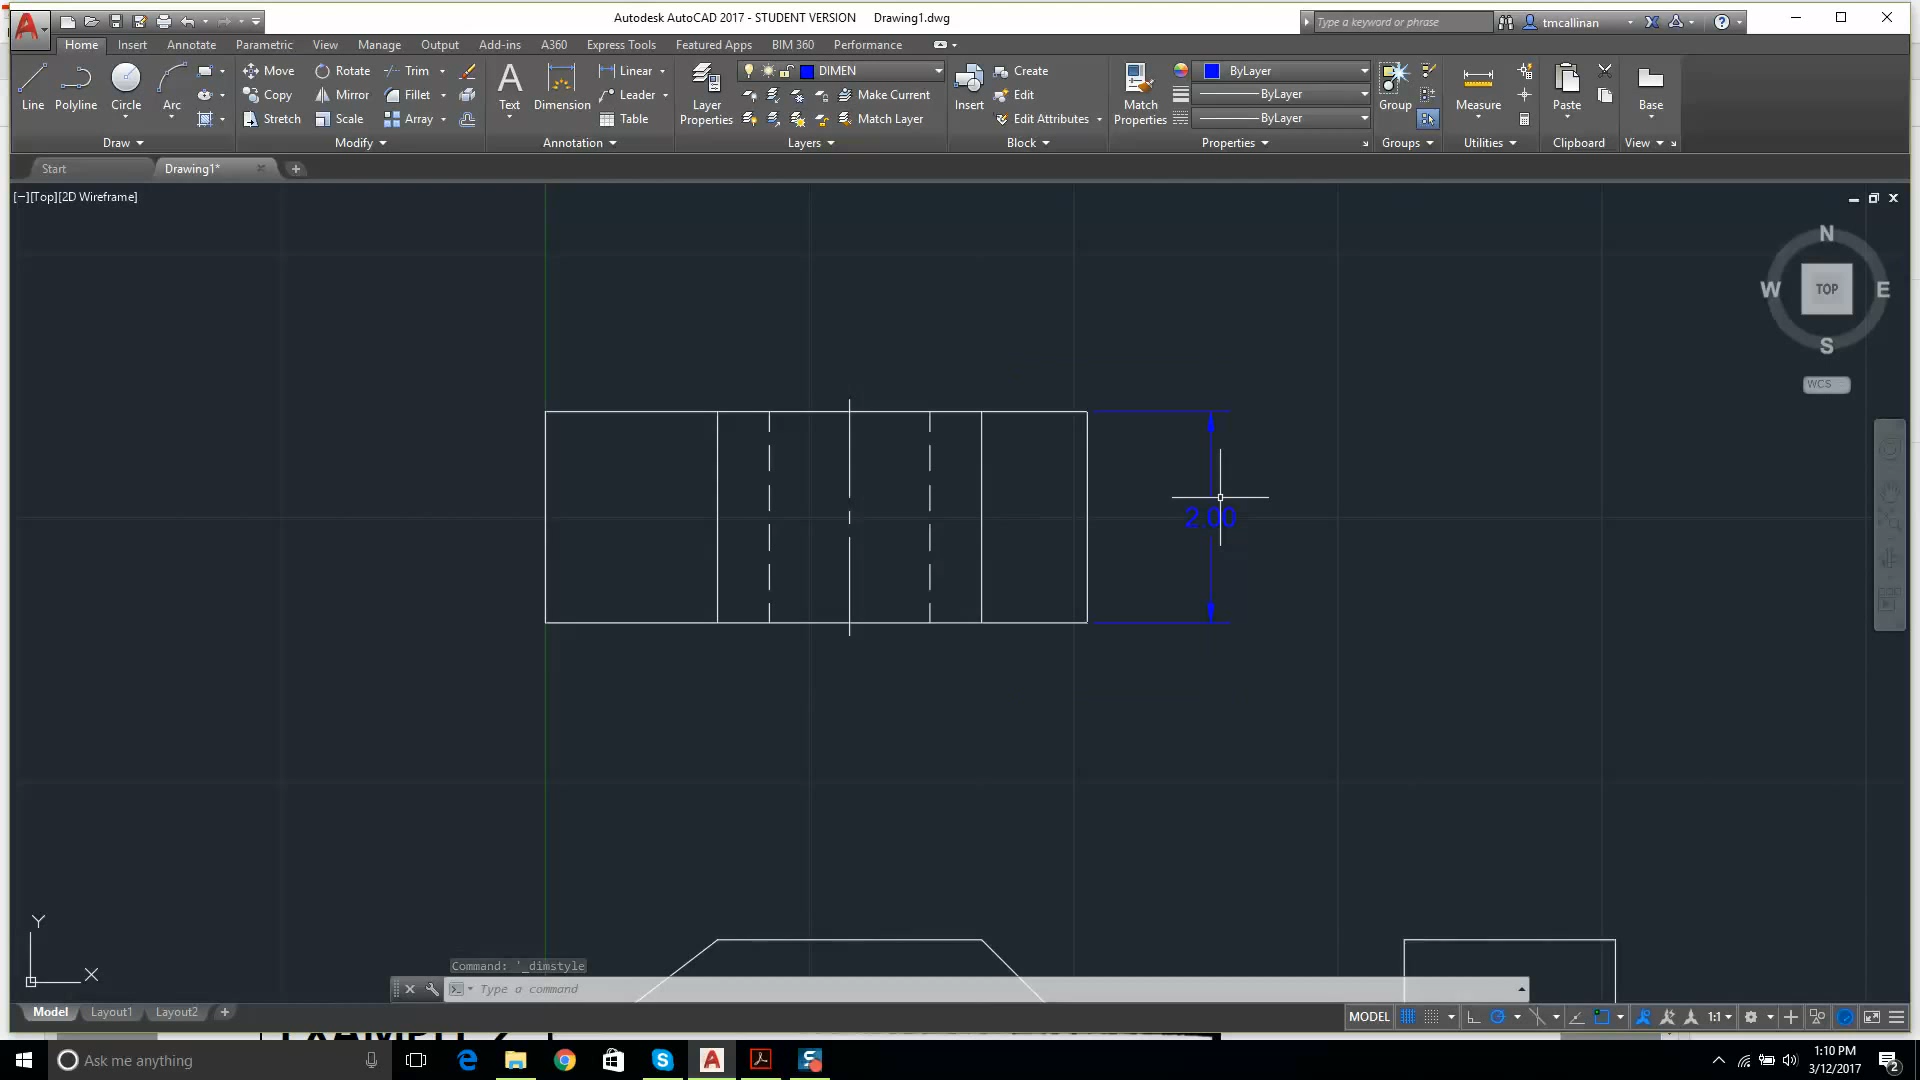 Autodesk AutoCAD 2017 - STUDENT VERSION Drawing1.dwg
Type a keyword or phrase
tmcallinan
Home Insert Annotate Parametric View Manage Output Add-ins A360 Express Tools Featured Apps BIM 360 Performance
Line Polyline Circle Arc
Draw
Move Rotate Trim
Copy Mirror Fillet
Stretch Scale Array
Modify
Text Dimension
Linear
Leader
Table
Annotation
Layer Properties
DIMEN
Make Current
Match Layer
Layers
Insert
Create
Edit
Edit Attributes
Block
Match Properties
ByLayer
ByLayer
ByLayer
Properties
Group
Groups
Measure
Utilities
Paste
Clipboard
Base
View
Start Drawing1*
[−][Top][2D Wireframe]
N
W TOP E
S
WCS
2.00
Y
X
Command: '_dimstyle
Type a command
Model Layout1 Layout2
MODEL 1:1
EXAMPLE 2
Ask me anything
1:10 PM
3/12/2017
2